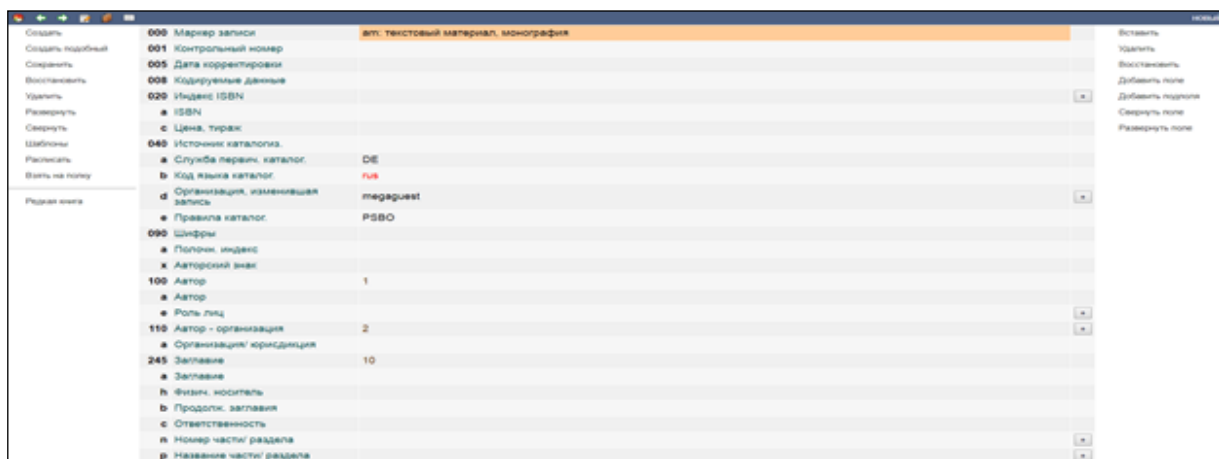 новый
Создать
Создать подобный
Сохранить
Восстановить
Удалить
Развернуть
Свернуть
Шаблоны
Расписать
Взять на полку
Редкая книга
000 Маркер записи am: текстовый материал, монография
001 Контрольный номер
005 Дата корректировки
008 Кодируемые данные
020 Индекс ISBN
a ISBN
c Цена, тираж
040 Источник каталогиз.
a Служба первич. каталог. DE
b Код языка каталог. rus
d Организация, изменившая
запись megaguest
e Правила каталог. PSBO
090 Шифры
a Полочн. индекс
x Авторский знак
100 Автор 1
a Автор
e Роль лиц
110 Автор - организация 2
a Организация/ юрисдикция
245 Заглавие 10
a Заглавие
h Физич. носитель
b Продолж. заглавия
c Ответственность
n Номер части/ раздела
p Название части/ раздела
Вставить
Удалить
Восстановить
Добавить поле
Добавить подполя
Свернуть поле
Развернуть поле